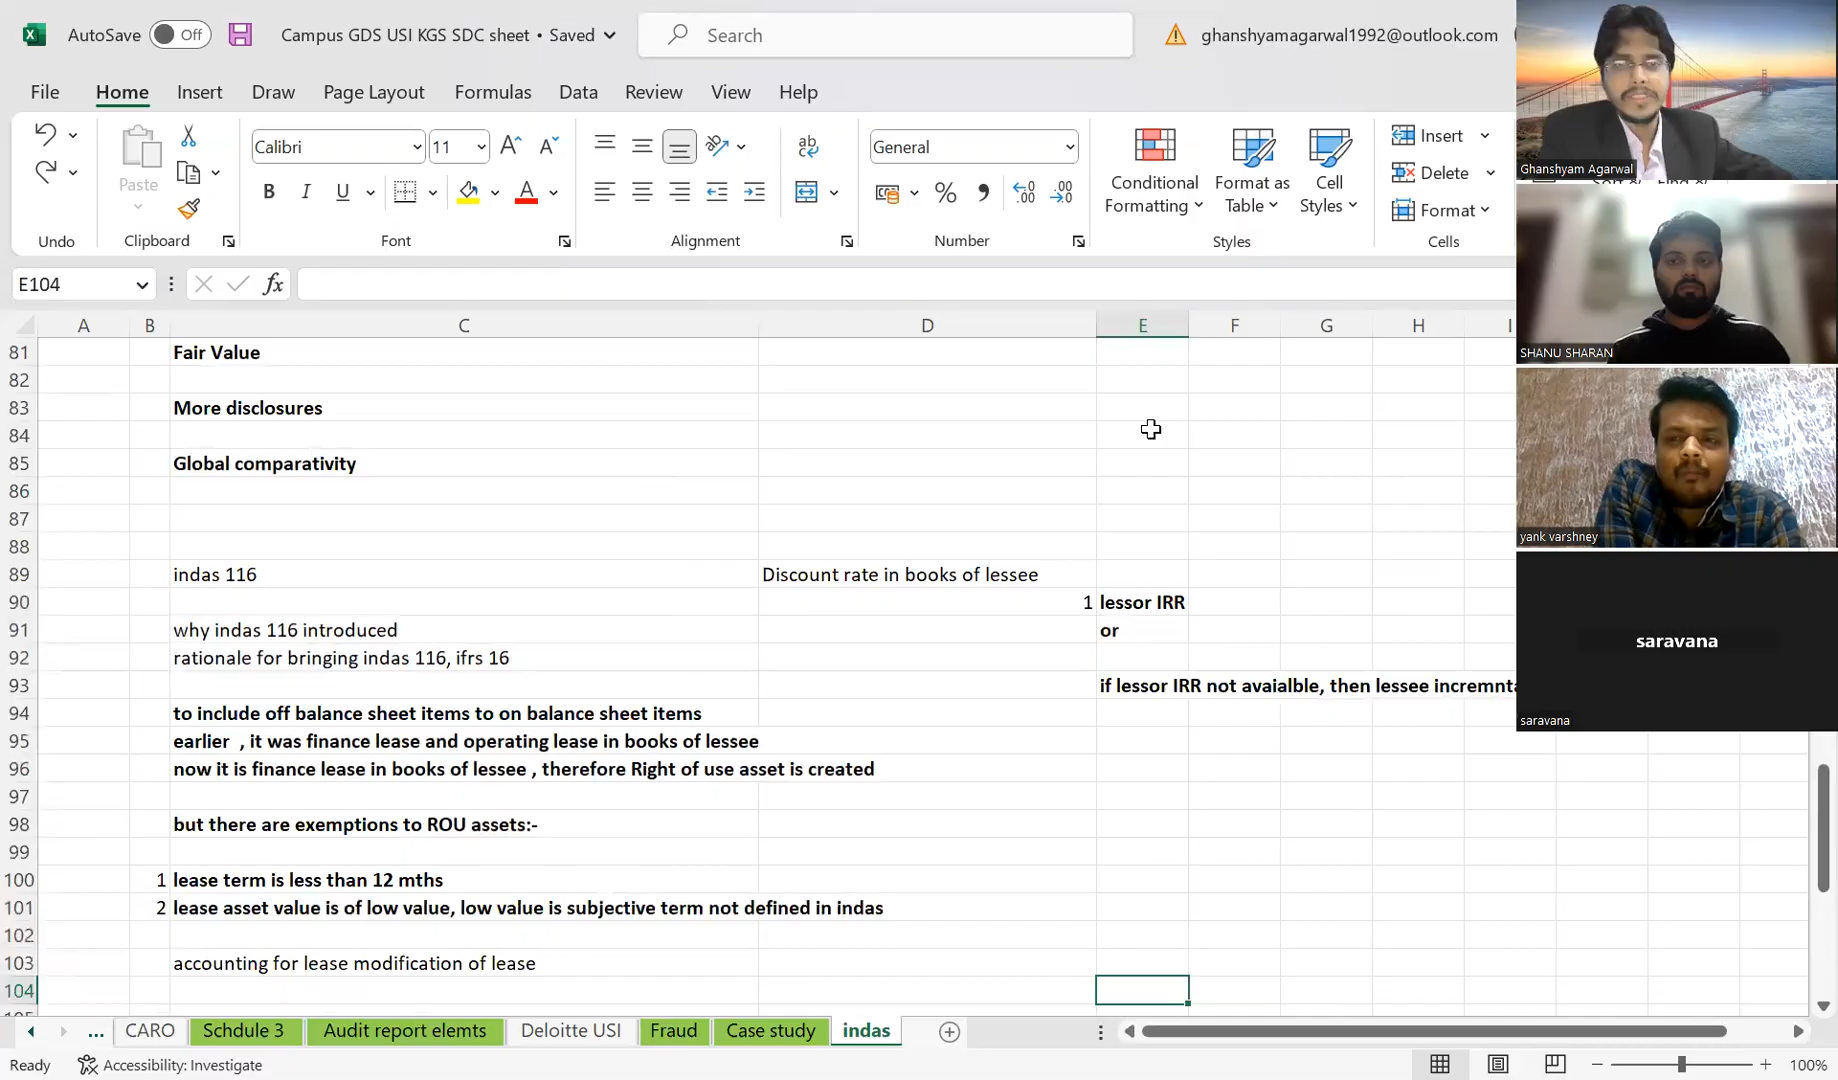 AutoSave Off Campus GDS USI KGS SDC sheet • Saved Search ghanshyamagarwal1992@outlook.com
File Home Insert Draw Page Layout Formulas Data Review View Help
Paste
Calibri 11
B I U
ab
General
% 
Conditional Formatting
Format as Table
Cell Styles
Insert
Delete
Format
Undo Clipboard Font Alignment Number Styles Cells
E104 fx
A B C D E F G H I
81 Fair Value
82
83 More disclosures
84
85 Global comparativity
86
87
88
89 indas 116 Discount rate in books of lessee
90 1 lessor IRR
91 why indas 116 introduced or
92 rationale for bringing indas 116, ifrs 16
93 if lessor IRR not avaialble, then lessee
94 to include off balance sheet items to on balance sheet items
95 earlier , it was finance lease and operating lease in books of lessee
96 now it is finance lease in books of lessee , therefore Right of use asset is created
97
98 but there are exemptions to ROU assets:-
99
100 1 lease term is less than 12 mths
101 2 lease asset value is of low value, low value is subjective term not defined in indas
102
103 accounting for lease modification of lease
104
... CARO Schdule 3 Audit report elemts Deloitte USI Fraud Case study indas
Ready Accessibility: Investigate 100%
Ghanshyam Agarwal
SHANU SHARAN
yank varshney
saravana
saravana